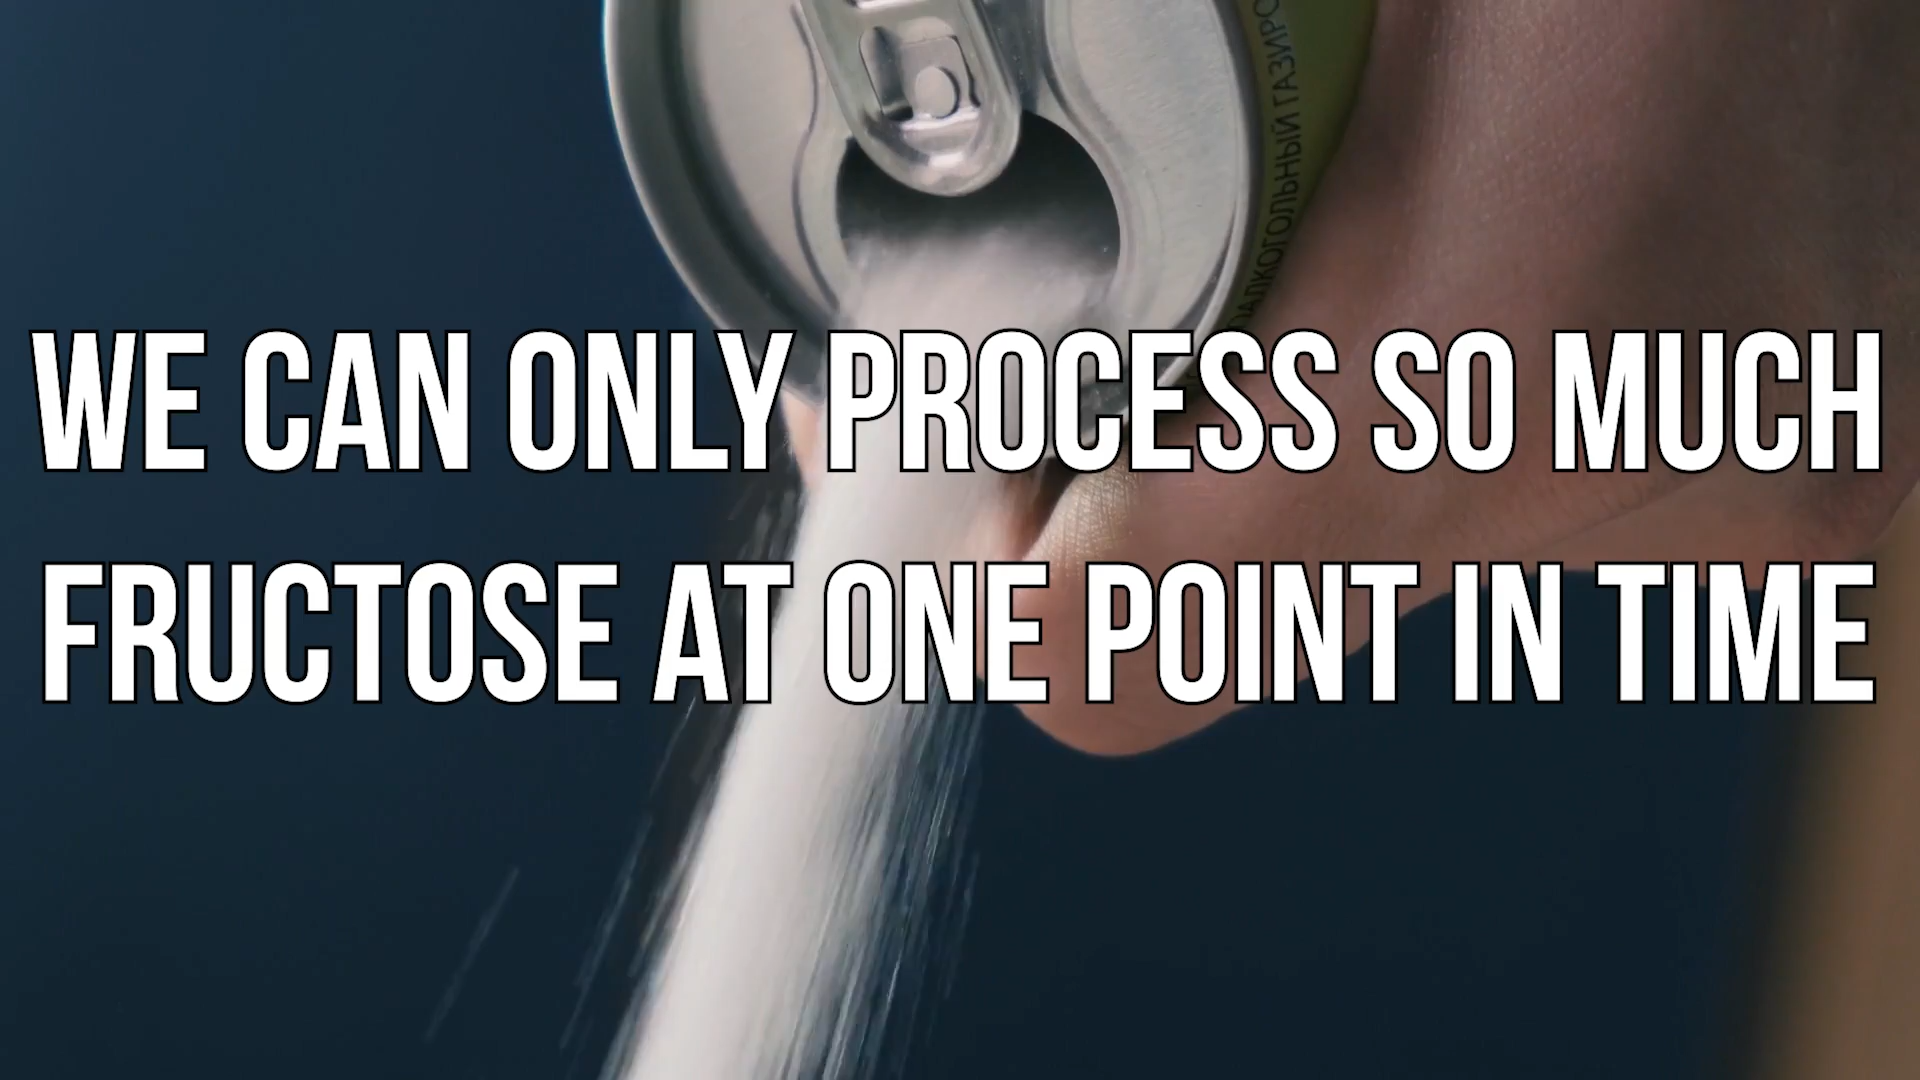 WE CAN ONLY PROCESS SO MUCH
FRUCTOSE AT ONE POINT IN TIME